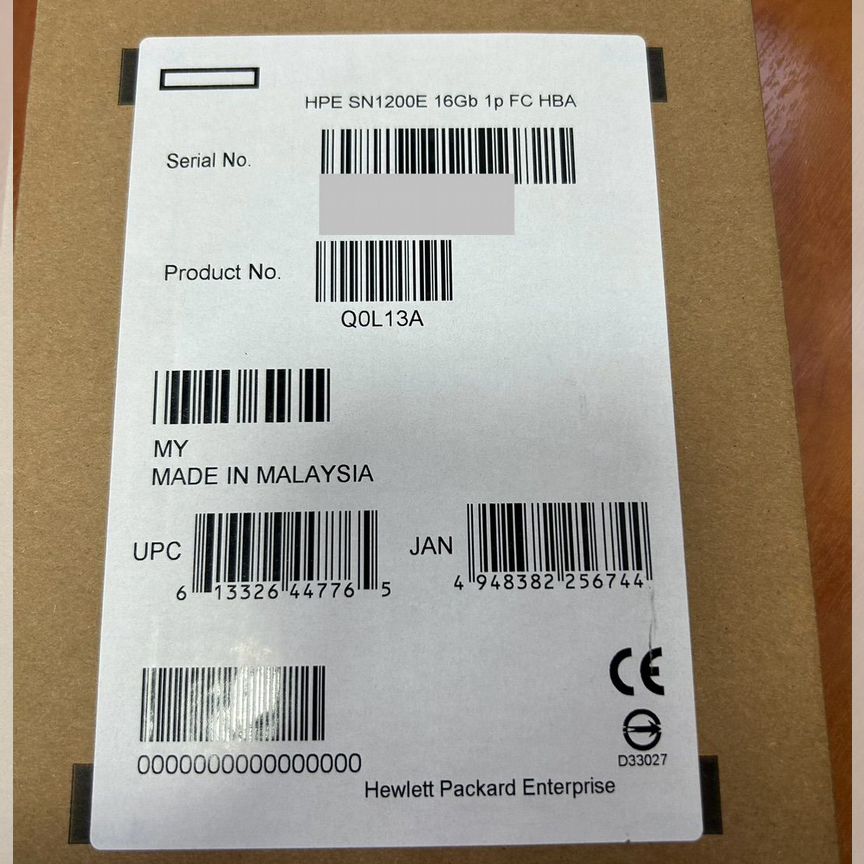 HPE SN1200E 16Gb 1p FC HBA
Serial No.
Product No.
Q0L13A
MY
MADE IN MALAYSIA
UPC
6 13326 44776 5
JAN
4 948382 256744
CE
D33027
0000000000000000
Hewlett Packard Enterprise